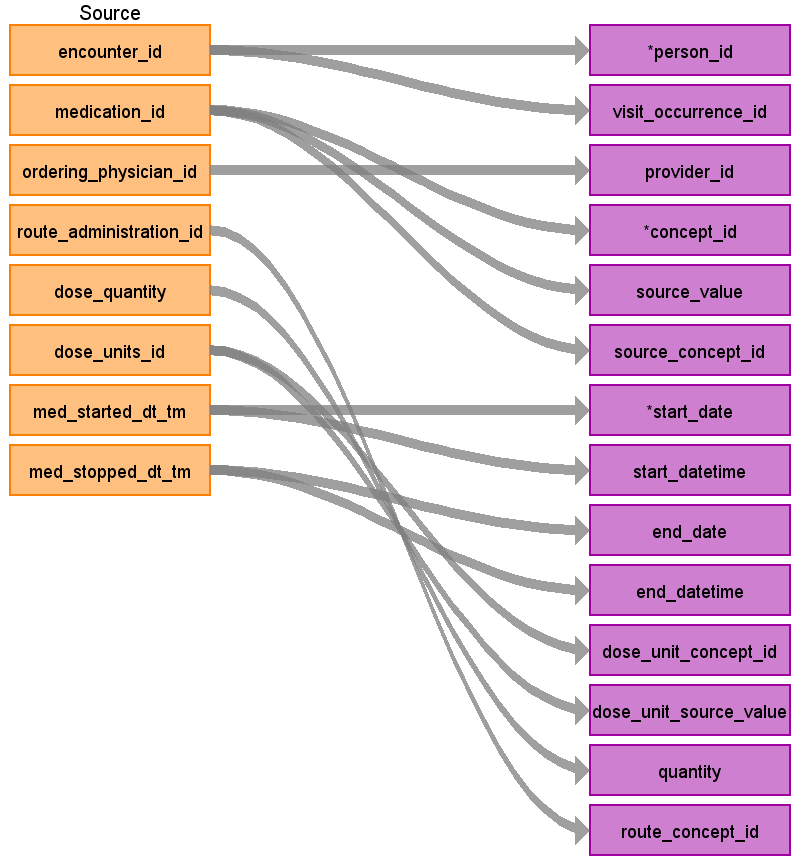 Source
encounter_id
*person_id
medication_id
visit_occurrence_id
ordering_physician_id
provider_id
route_administration_id
*concept_id
dose_quantity
source_value
dose_units_id
source_concept_id
med_started_dt_tm
*start_date
med_stopped_dt_tm
start_datetime
end_date
end_datetime
dose_unit_concept_id
dose_unit_source_value
quantity
route_concept_id